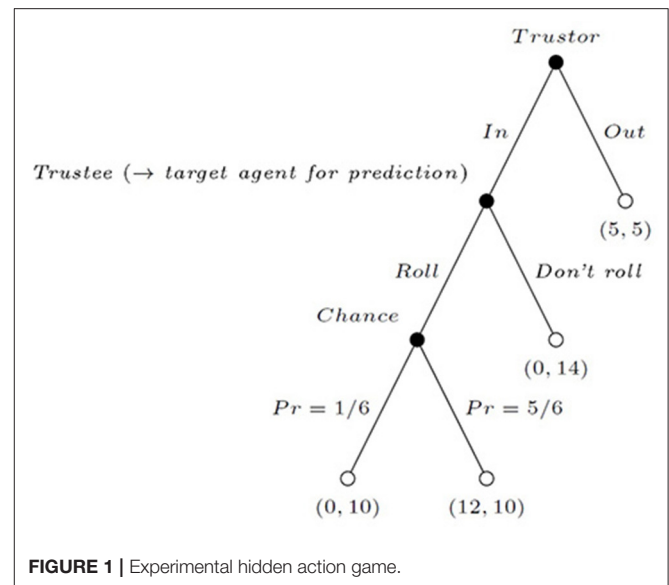 Trustor
In
Out
Trustee (→ target agent for prediction)
(5, 5)
Roll
Don't roll
Chance
(0, 14)
Pr = 1/6
Pr = 5/6
(0, 10)
(12, 10)
FIGURE 1 | Experimental hidden action game.